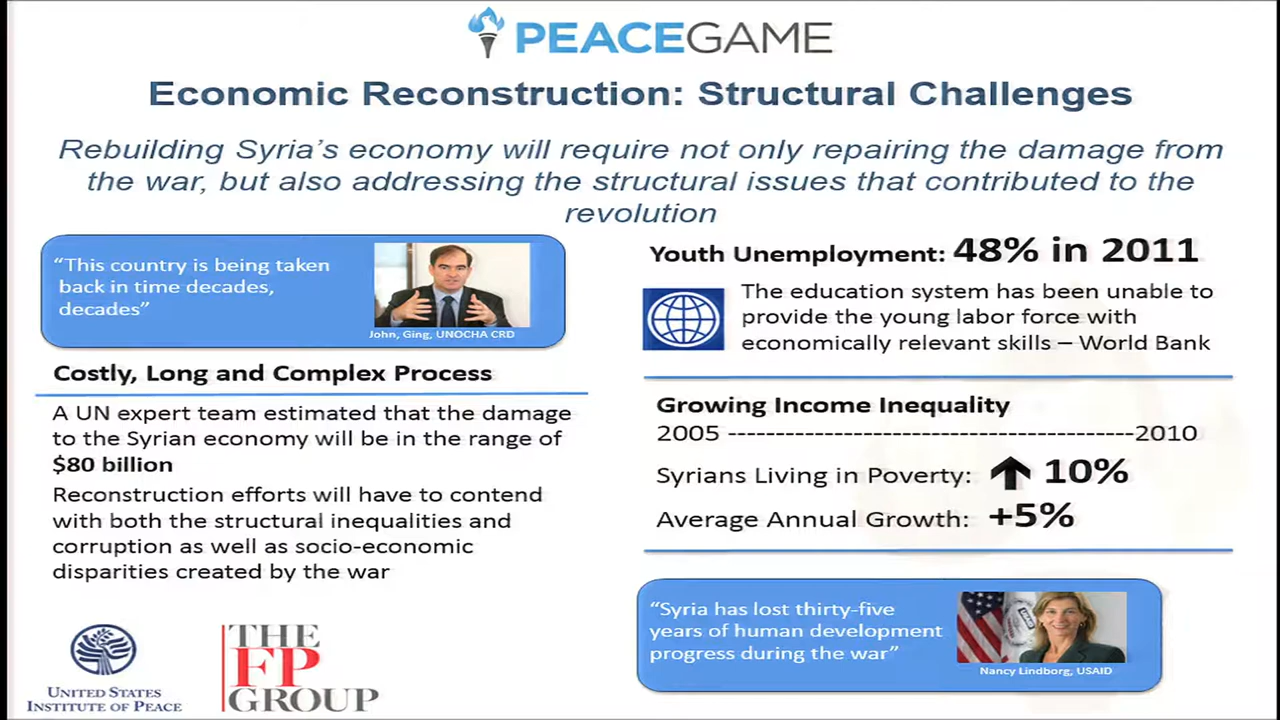 PEACEGAME
Economic Reconstruction: Structural Challenges
Rebuilding Syria's economy will require not only repairing the damage from
the war, but also addressing the structural issues that contributed to the
revolution
"This country is being taken
back in time decades,
decades"
John, Ging, UNOCHA CRD
Costly, Long and Complex Process
A UN expert team estimated that the damage
to the Syrian economy will be in the range of
$80 billion
Reconstruction efforts will have to contend
with both the structural inequalities and
corruption as well as socio-economic
disparities created by the war
UNITED STATES
INSTITUTE OF PEACE
THE
FP
GROUP
Youth Unemployment: 48% in 2011
The education system has been unable to
provide the young labor force with
economically relevant skills – World Bank
Growing Income Inequality
2005 -------------------------------------------2010
Syrians Living in Poverty: 10%
Average Annual Growth: +5%
"Syria has lost thirty-five
years of human development
progress during the war"
Nancy Lindborg, USAID